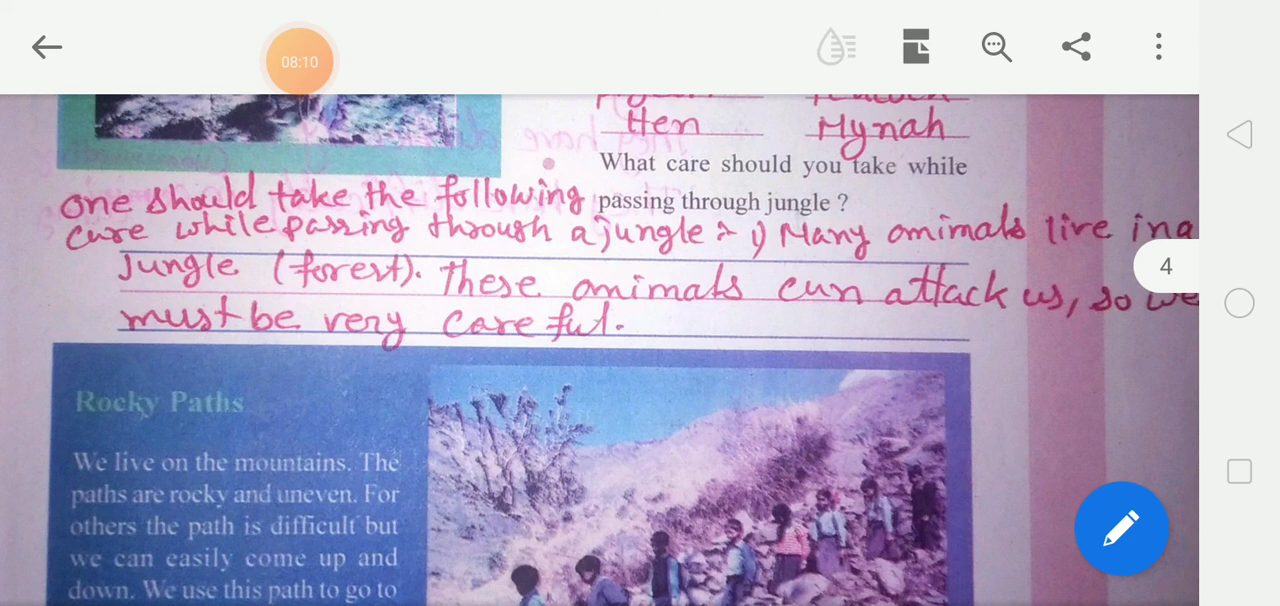 08:10
Hen Mynah
What care should you take while
passing through jungle ?
one should take the following
cure while passing through a jungle :- 1) Many animals live in a
Jungle (forest). These animals cun attack us, so we
must be very careful.
4
Rocky Paths
We live on the mountains. The
paths are rocky and uneven. For
others the path is difficult but
we can easily come up and
down. We use this path to go to